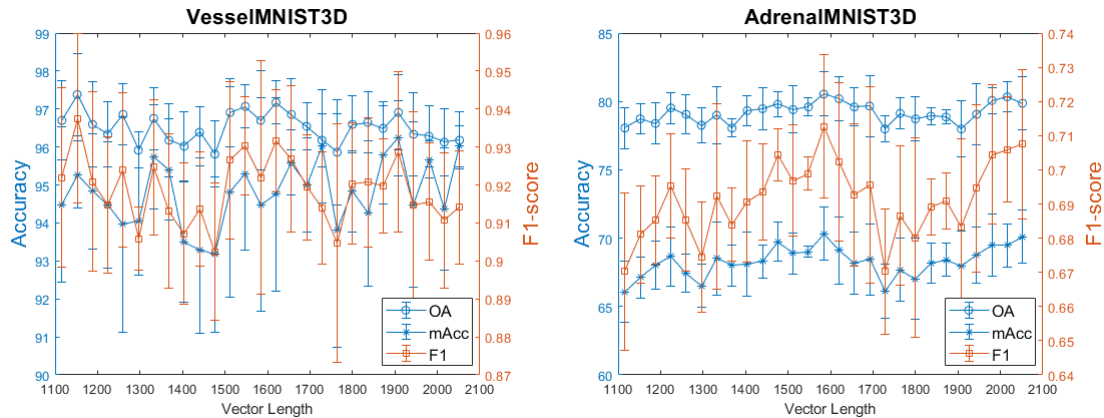 VesselMNIST3D
AdrenalMNIST3D
Accuracy
99
98
97
96
95
94
93
92
91
90
0.96
0.95
0.94
0.93
0.92
0.91
0.9
0.89
0.88
0.87
F1-score
OA
mAcc
F1
1100 1200 1300 1400 1500 1600 1700 1800 1900 2000 2100
Vector Length
Accuracy
85
80
75
70
65
60
0.74
0.73
0.72
0.71
0.7
0.69
0.68
0.67
0.66
0.65
0.64
F1-score
OA
mAcc
F1
1100 1200 1300 1400 1500 1600 1700 1800 1900 2000 2100
Vector Length